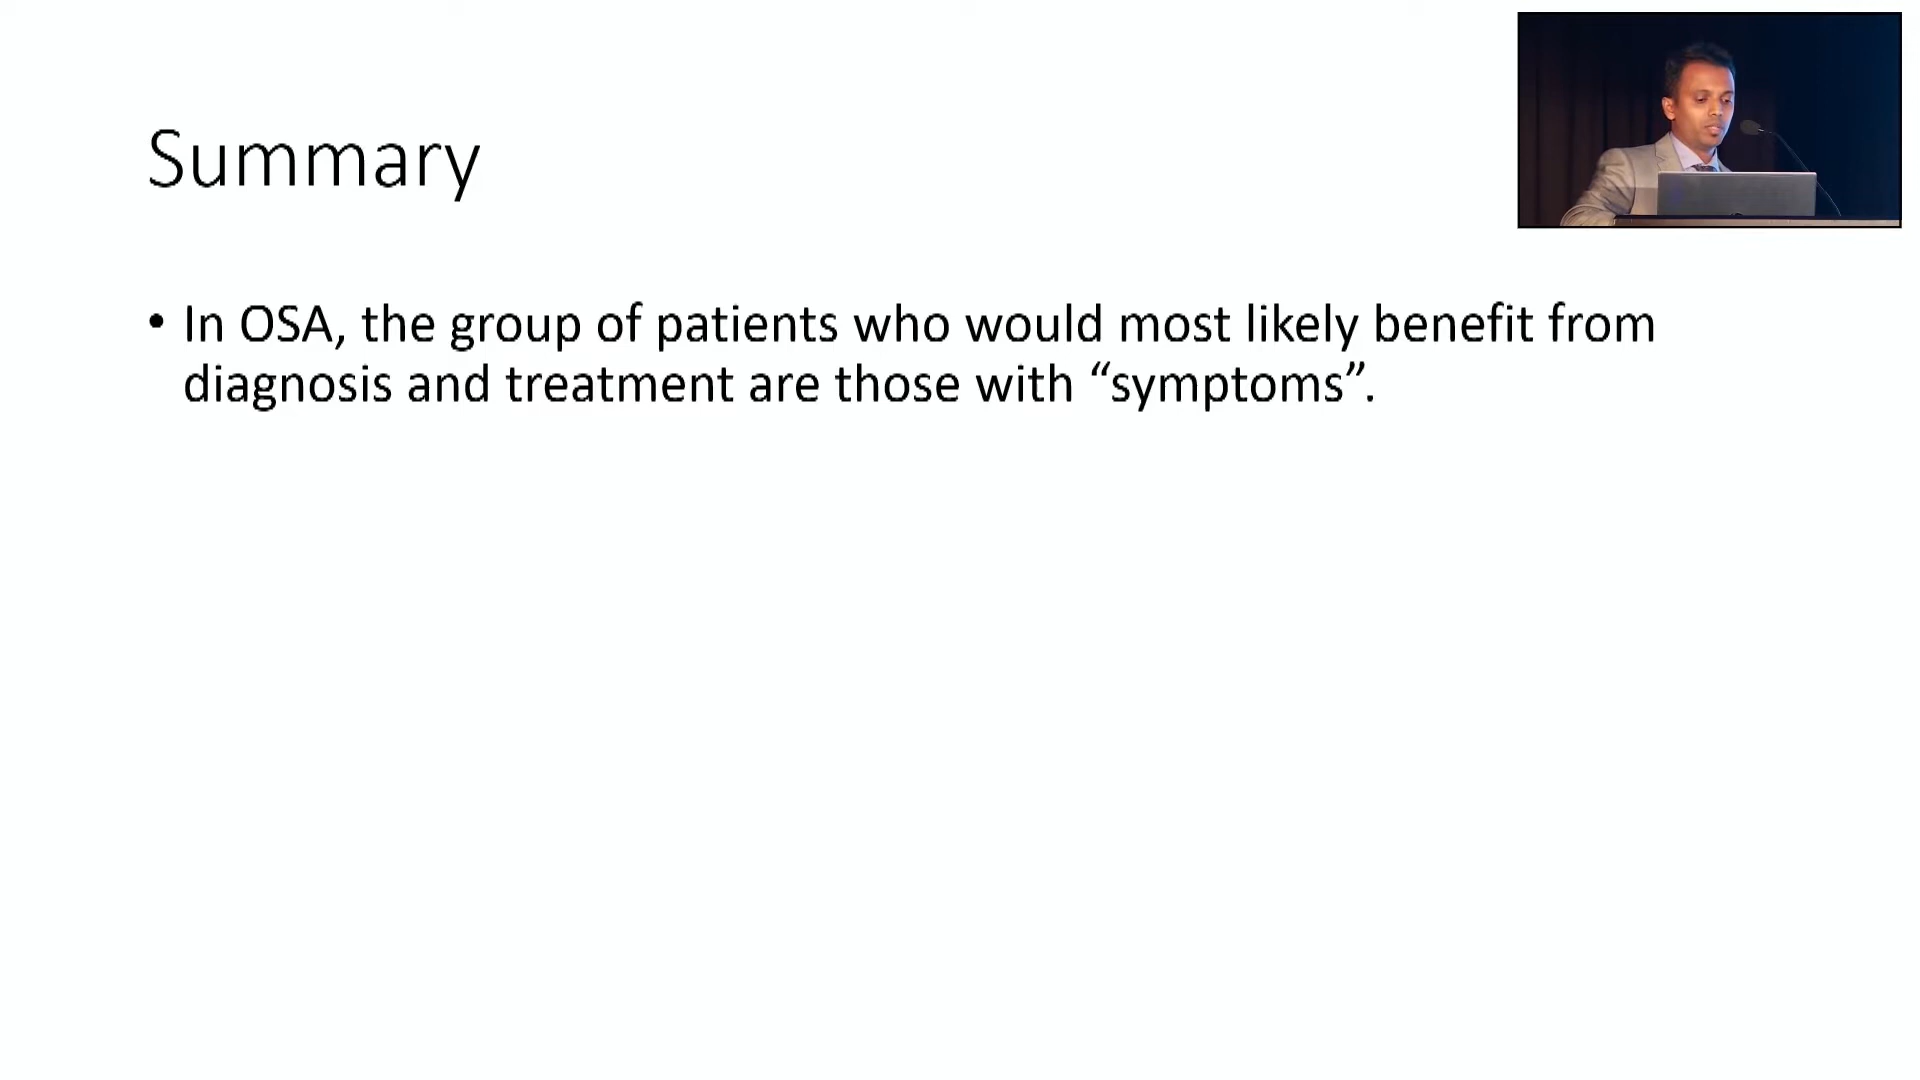 Summary
• In OSA, the group of patients who would most likely benefit from
diagnosis and treatment are those with “symptoms”.